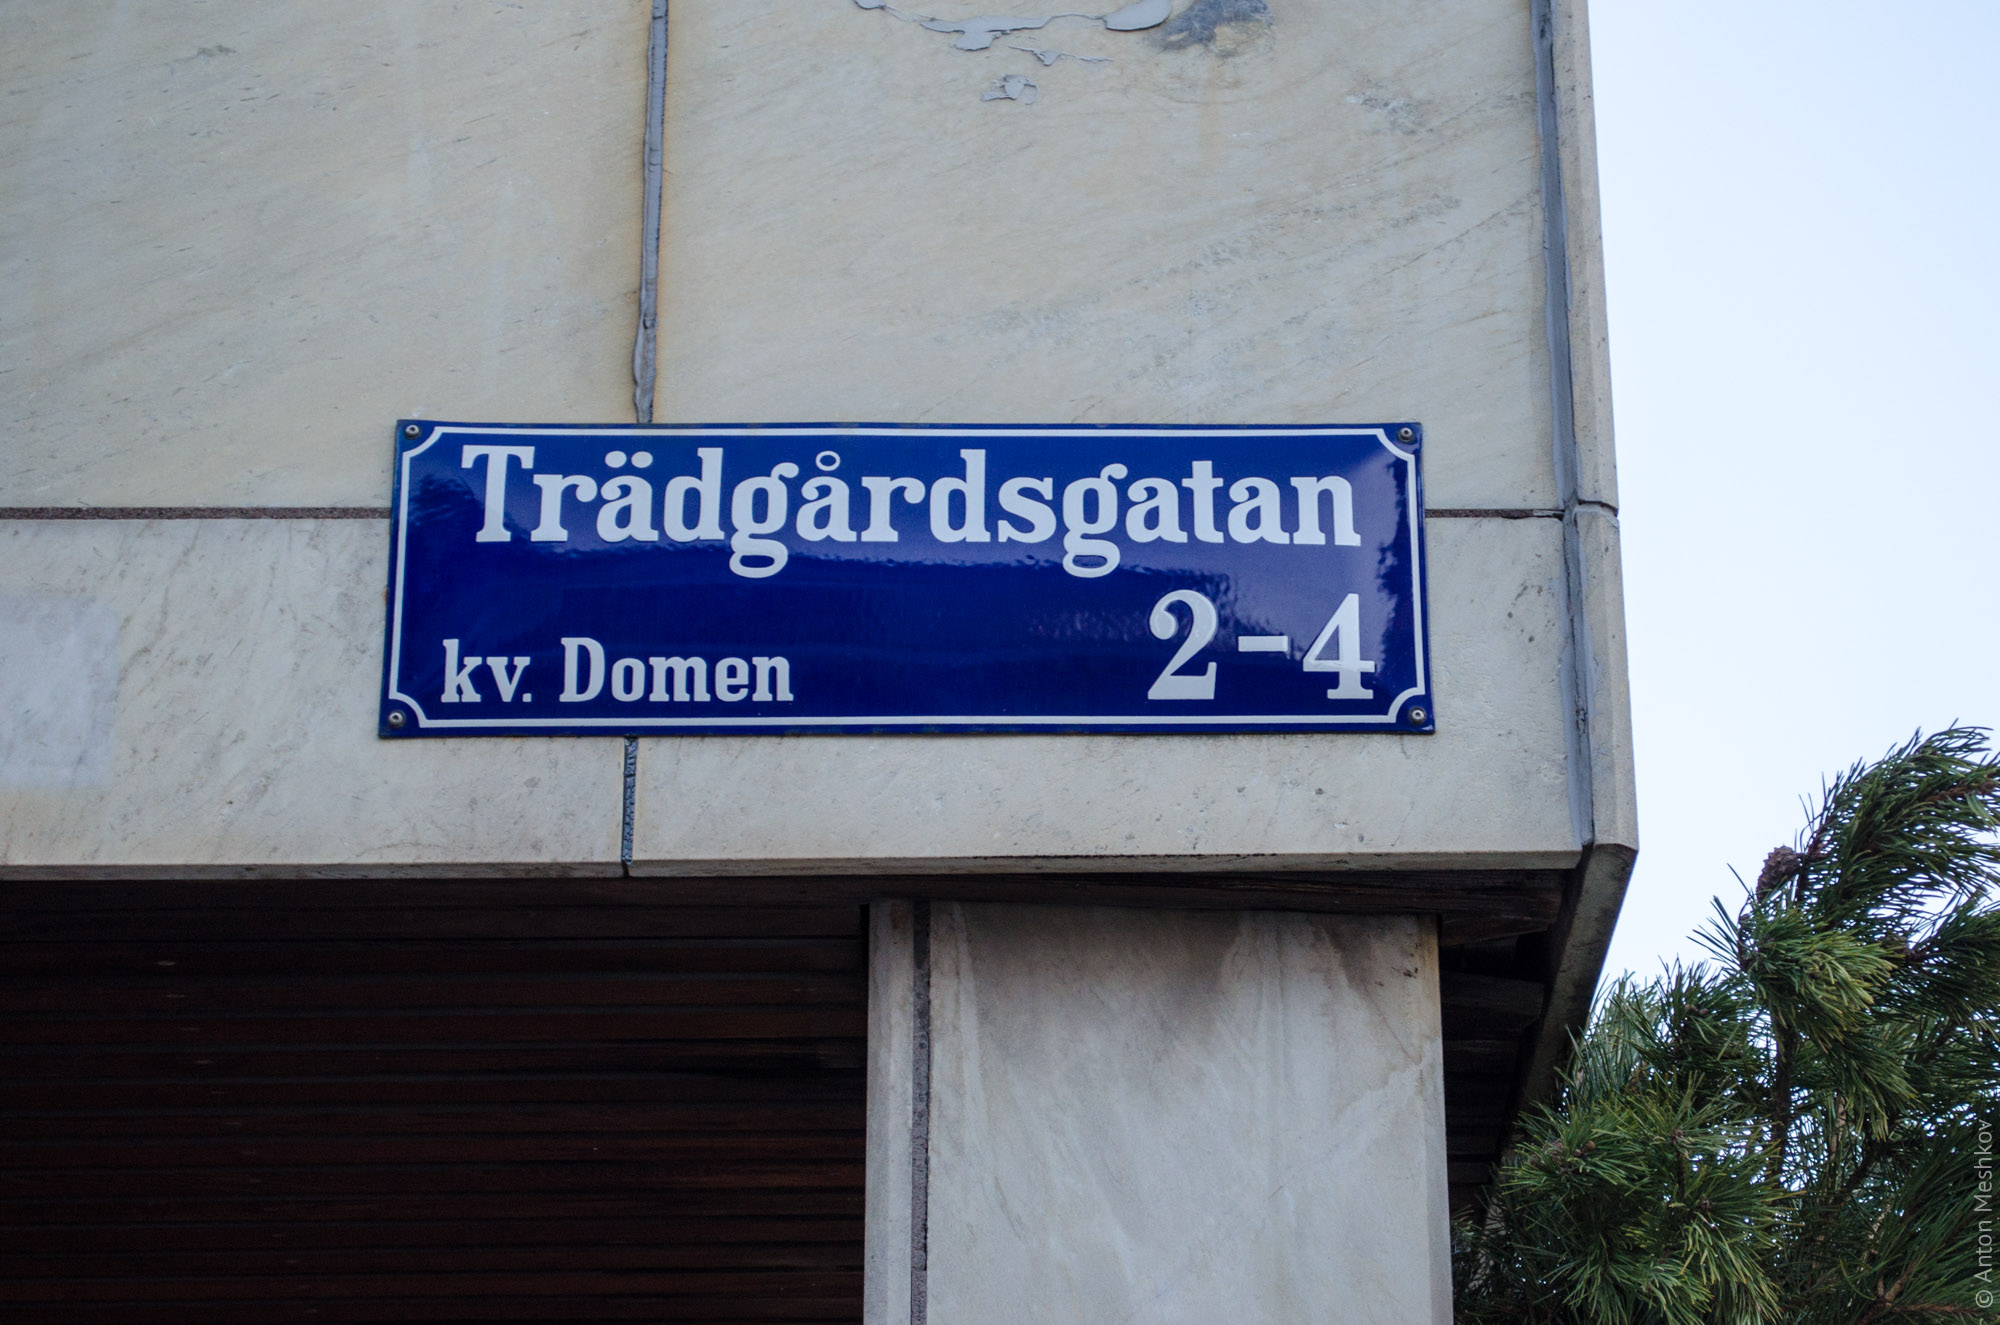 Trädgårdsgatan
2-4
kv. Domen
© Anton Meshkov